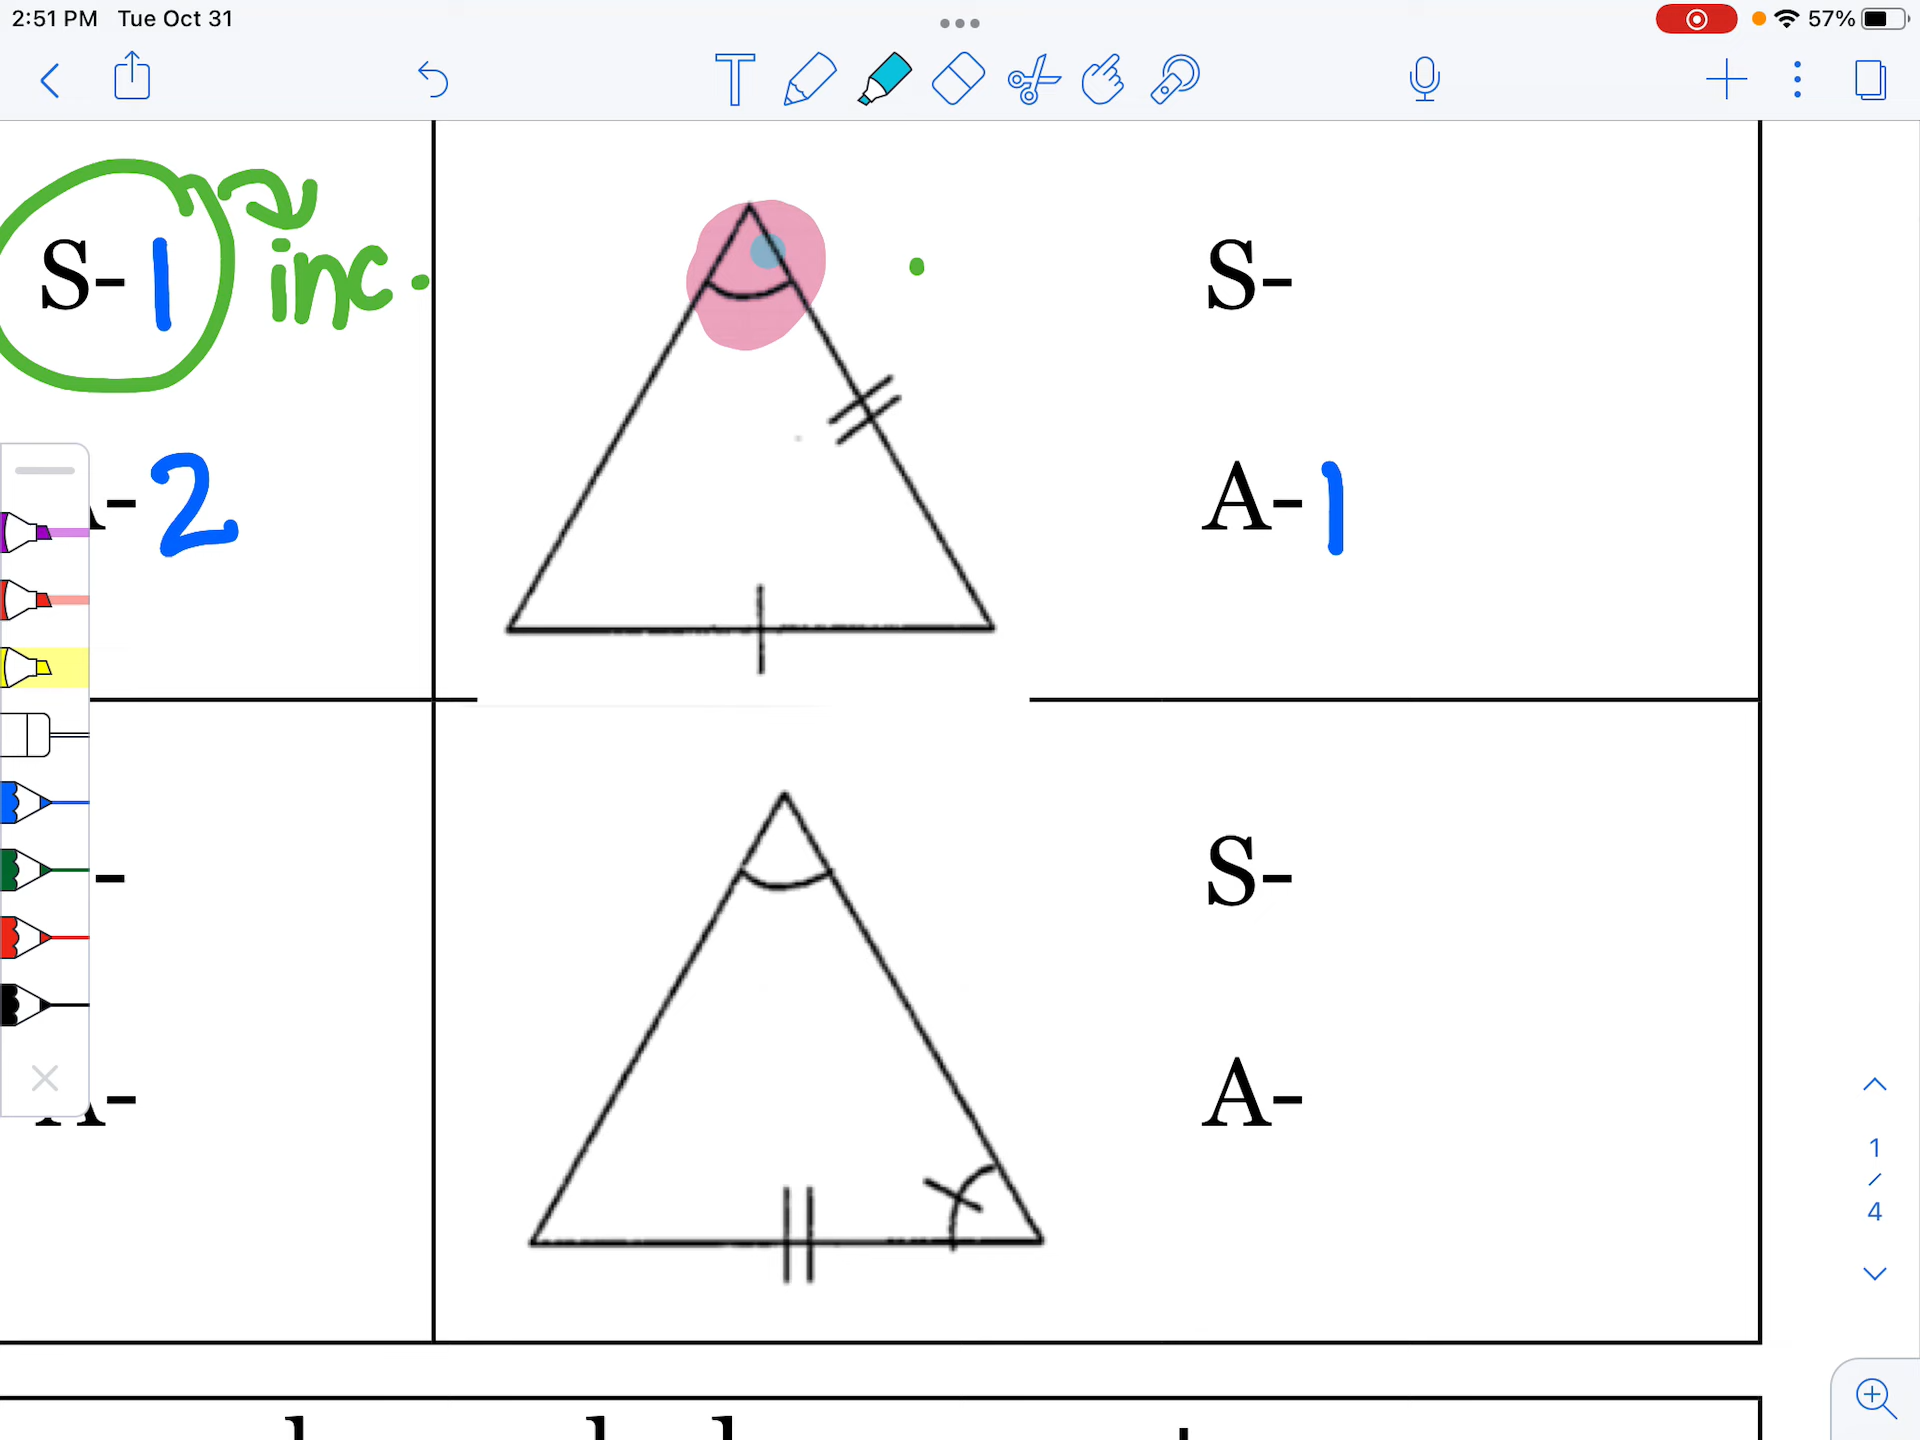 2:51 PM Tue Oct 31
57%
T
S- 1 inc.
S-
- 2
A- 1
-
S-
A-
A-
1
/
4